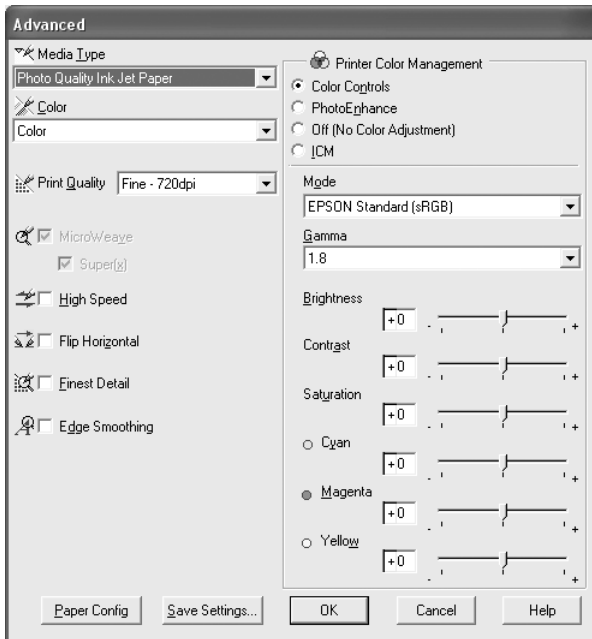 Advanced
Media Type
Photo Quality Ink Jet Paper
Color
Color
Print Quality Fine - 720dpi
MicroWeave
Super(x)
High Speed
Flip Horizontal
Finest Detail
Edge Smoothing
Printer Color Management
Color Controls
PhotoEnhance
Off (No Color Adjustment)
ICM
Mode
EPSON Standard (sRGB)
Gamma
1.8
Brightness
+0 - +
Contrast
+0 - +
Saturation
+0 - +
Cyan
+0 - +
Magenta
+0 - +
Yellow
+0 - +
Paper Config Save Settings... OK Cancel Help